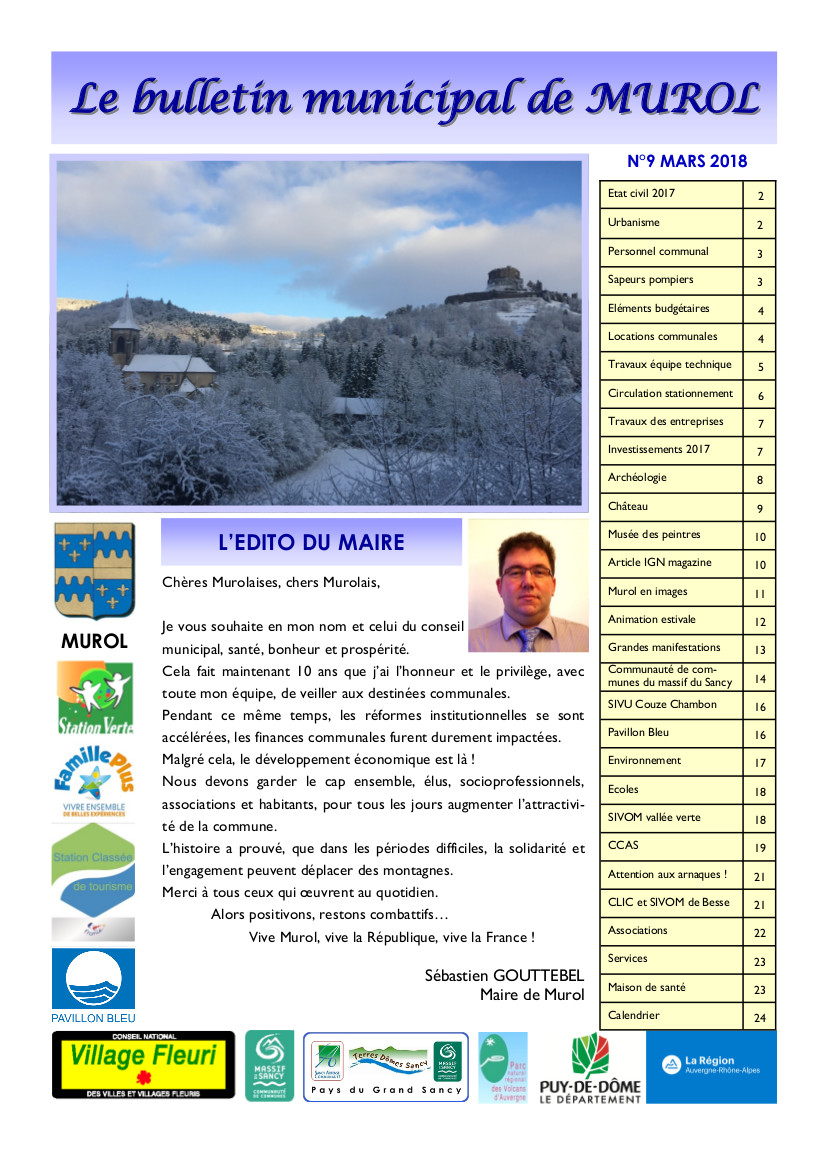 Le bulletin municipal de MUROL
N°9 MARS 2018
Etat civil 2017 2
Urbanisme 2
Personnel communal 3
Sapeurs pompiers 3
Eléments budgétaires 4
Locations communales 4
Travaux équipe technique 5
Circulation stationnement 6
Travaux des entreprises 7
Investissements 2017 7
Archéologie 8
Château 9
Musée des peintres 10
Article IGN magazine 10
Murol en images 11
Animation estivale 12
Grandes manifestations 13
Communauté de com-
munes du massif du Sancy 14
SIVU Couze Chambon 16
Pavillon Bleu 16
Environnement 17
Ecoles 18
SIVOM vallée verte 18
CCAS 19
Attention aux arnaques ! 21
CLIC et SIVOM de Besse 21
Associations 22
Services 23
Maison de santé 23
Calendrier 24
L'EDITO DU MAIRE
Chères Murolaises, chers Murolais,
Je vous souhaite en mon nom et celui du conseil
municipal, santé, bonheur et prospérité.
Cela fait maintenant 10 ans que j'ai l'honneur et le privilège, avec
toute mon équipe, de veiller aux destinées communales.
Pendant ce même temps, les réformes institutionnelles se sont
accélérées, les finances communales furent durement impactées.
Malgré cela, le développement économique est là !
Nous devons garder le cap ensemble, élus, socioprofessionnels,
associations et habitants, pour tous les jours augmenter l'attractivi-
té de la commune.
L'histoire a prouvé, que dans les périodes difficiles, la solidarité et
l'engagement peuvent déplacer des montagnes.
Merci à tous ceux qui œuvrent au quotidien.
Alors positivons, restons combattifs…
Vive Murol, vive la République, vive la France !
Sébastien GOUTTEBEL
Maire de Murol
MUROL
Station Verte
Famille Plus
VIVRE ENSEMBLE
DE BELLES EXPÉRIENCES
Station Classée
de tourisme
PAVILLON BLEU
CONSEIL NATIONAL
Village Fleuri
DES VILLES ET VILLAGES FLEURIS
MASSIF
DU SANCY
COMMUNAUTÉ
DE COMMUNES
Terres Dômes Sancy
MASSIF
DU SANCY
Pays du Grand Sancy
Parc
naturel
régional
des Volcans
d'Auvergne
PUY-DE-DÔME
LE DÉPARTEMENT
La Région
Auvergne-Rhône-Alpes